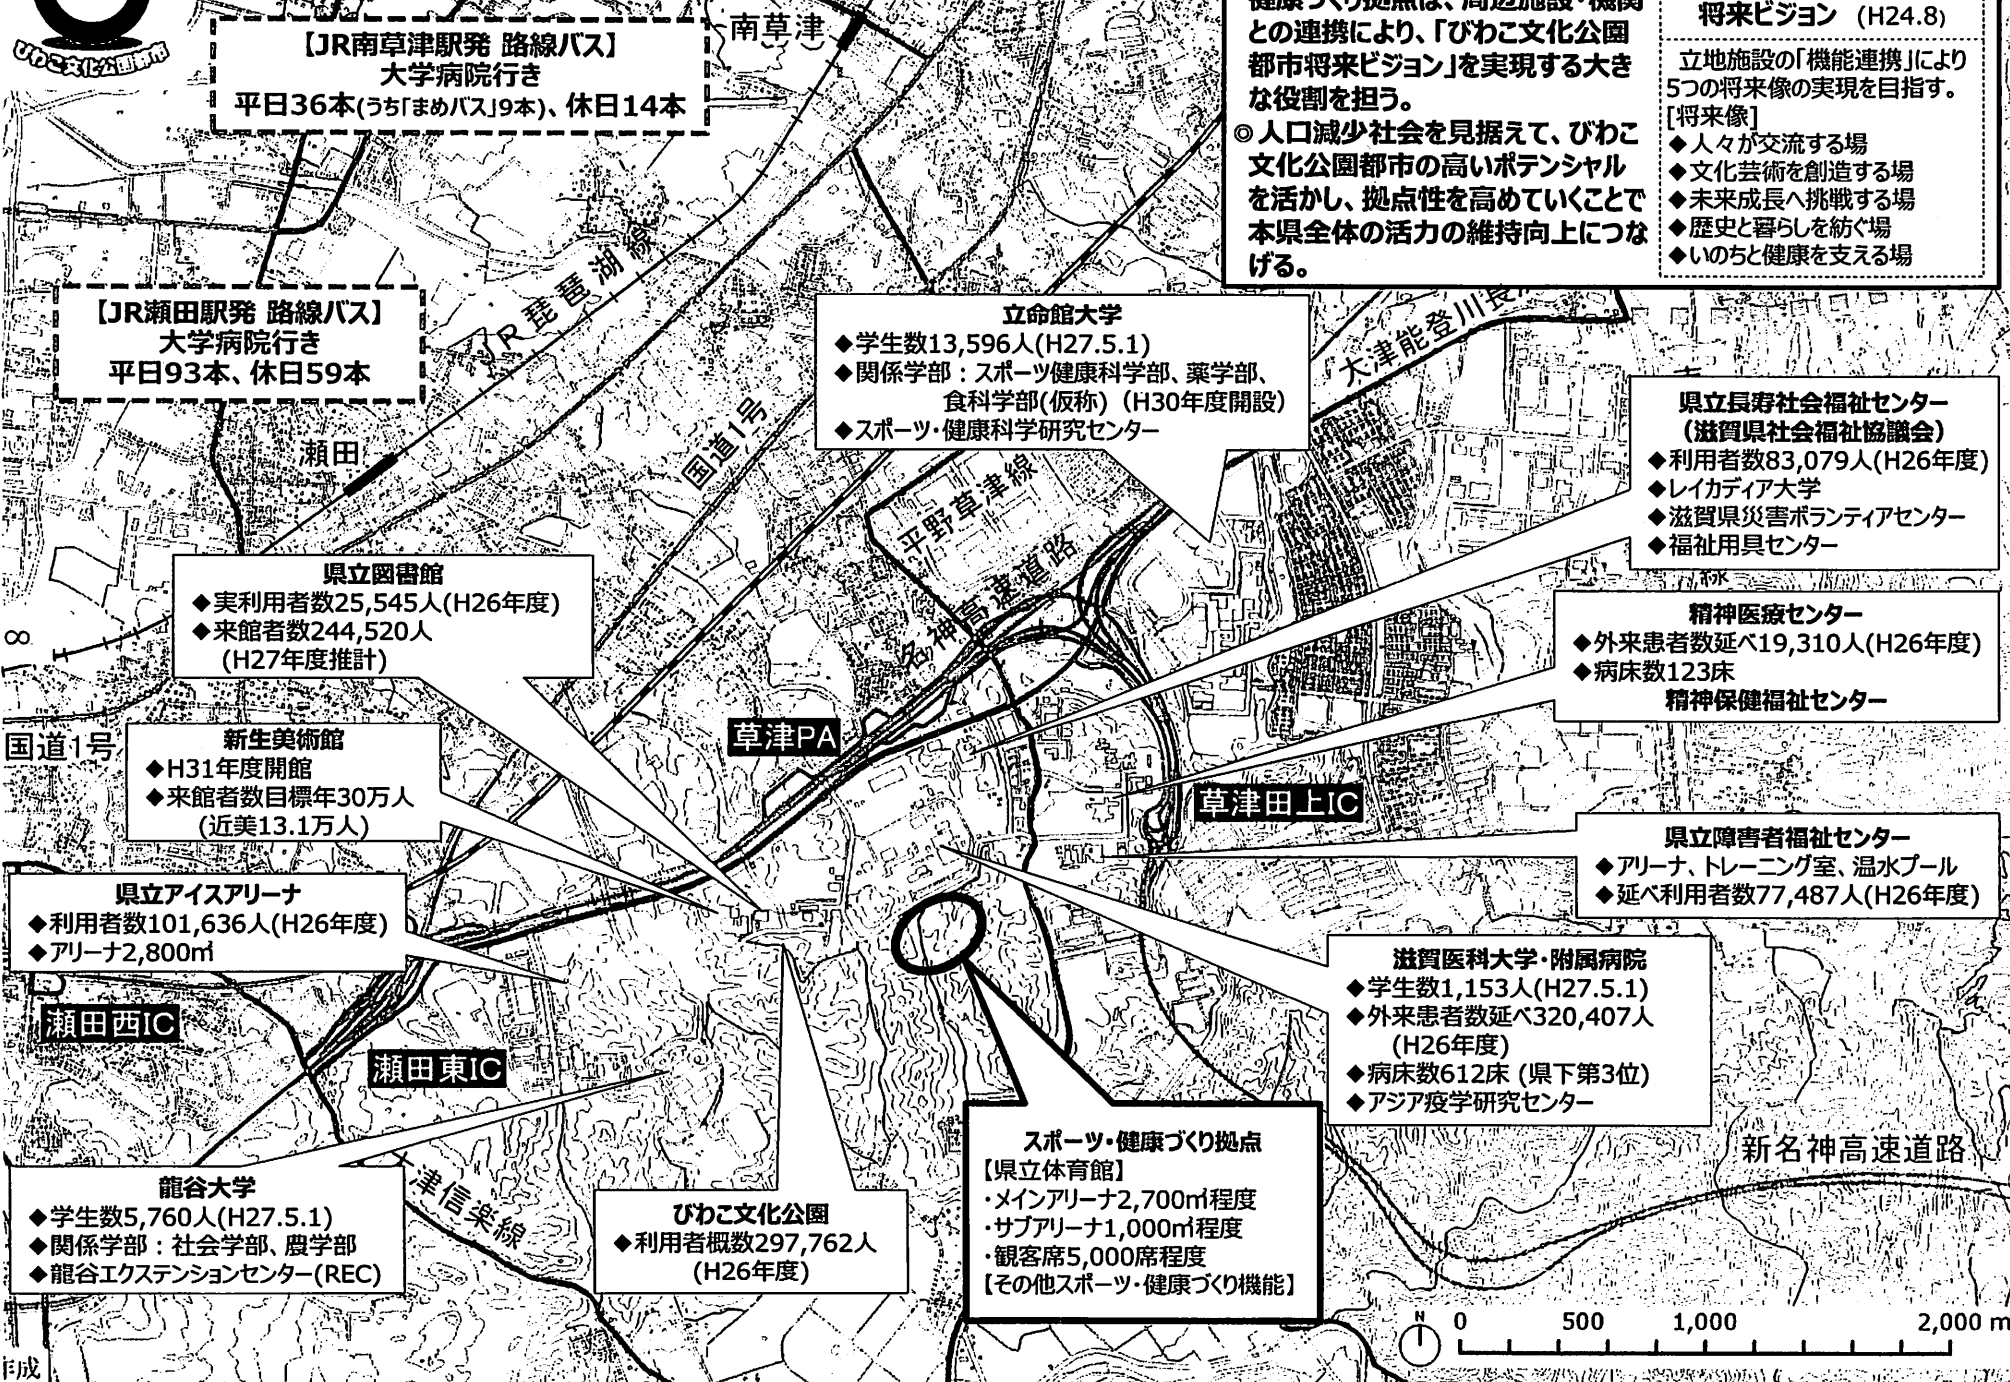 びわこ文化公園都市
【JR南草津駅発 路線バス】
大学病院行き
平日36本(うち「まめバス」9本)、休日14本
南草津
健康づくり拠点は、周辺施設・機関
との連携により、「びわこ文化公園
都市将来ビジョン」を実現する大き
な役割を担う。
◎人口減少社会を見据えて、びわこ
文化公園都市の高いポテンシャル
を活かし、拠点性を高めていくことで
本県全体の活力の維持向上につな
げる。
将来ビジョン (H24.8)
立地施設の「機能連携」により
5つの将来像の実現を目指す。
[将来像]
◆人々が交流する場
◆文化芸術を創造する場
◆未来成長へ挑戦する場
◆歴史と暮らしを紡ぐ場
◆いのちと健康を支える場
【JR瀬田駅発 路線バス】
大学病院行き
平日93本、休日59本
JR琵琶湖線
瀬田
国道1号
立命館大学
◆学生数13,596人(H27.5.1)
◆関係学部：スポーツ健康科学部、薬学部、
食科学部(仮称)（H30年度開設）
◆スポーツ・健康科学研究センター
大津能登川長
平野草津線
名神高速道路
県立長寿社会福祉センター
（滋賀県社会福祉協議会）
◆利用者数83,079人(H26年度)
◆レイカディア大学
◆滋賀県災害ボランティアセンター
◆福祉用具センター
線
県立図書館
◆実利用者数25,545人(H26年度)
◆来館者数244,520人
(H27年度推計)
精神医療センター
◆外来患者数延べ19,310人(H26年度)
◆病床数123床
精神保健福祉センター
8
国道1号
新生美術館
◆H31年度開館
◆来館者数目標年30万人
(近美13.1万人)
草津PA
草津田上IC
県立障害者福祉センター
◆アリーナ、トレーニング室、温水プール
◆延べ利用者数77,487人(H26年度)
県立アイスアリーナ
◆利用者数101,636人(H26年度)
◆アリーナ2,800㎡
瀬田西IC
瀬田東IC
滋賀医科大学・附属病院
◆学生数1,153人(H27.5.1)
◆外来患者数延べ320,407人
(H26年度)
◆病床数612床 (県下第3位)
◆アジア疫学研究センター
新名神高速道路
龍谷大学
◆学生数5,760人(H27.5.1)
◆関係学部：社会学部、農学部
◆龍谷エクステンションセンター(REC)
大津信楽線
びわこ文化公園
◆利用者概数297,762人
(H26年度)
スポーツ・健康づくり拠点
【県立体育館】
・メインアリーナ2,700㎡程度
・サブアリーナ1,000㎡程度
・観客席5,000席程度
【その他スポーツ・健康づくり機能】
N
0 500 1,000 2,000 m
作成